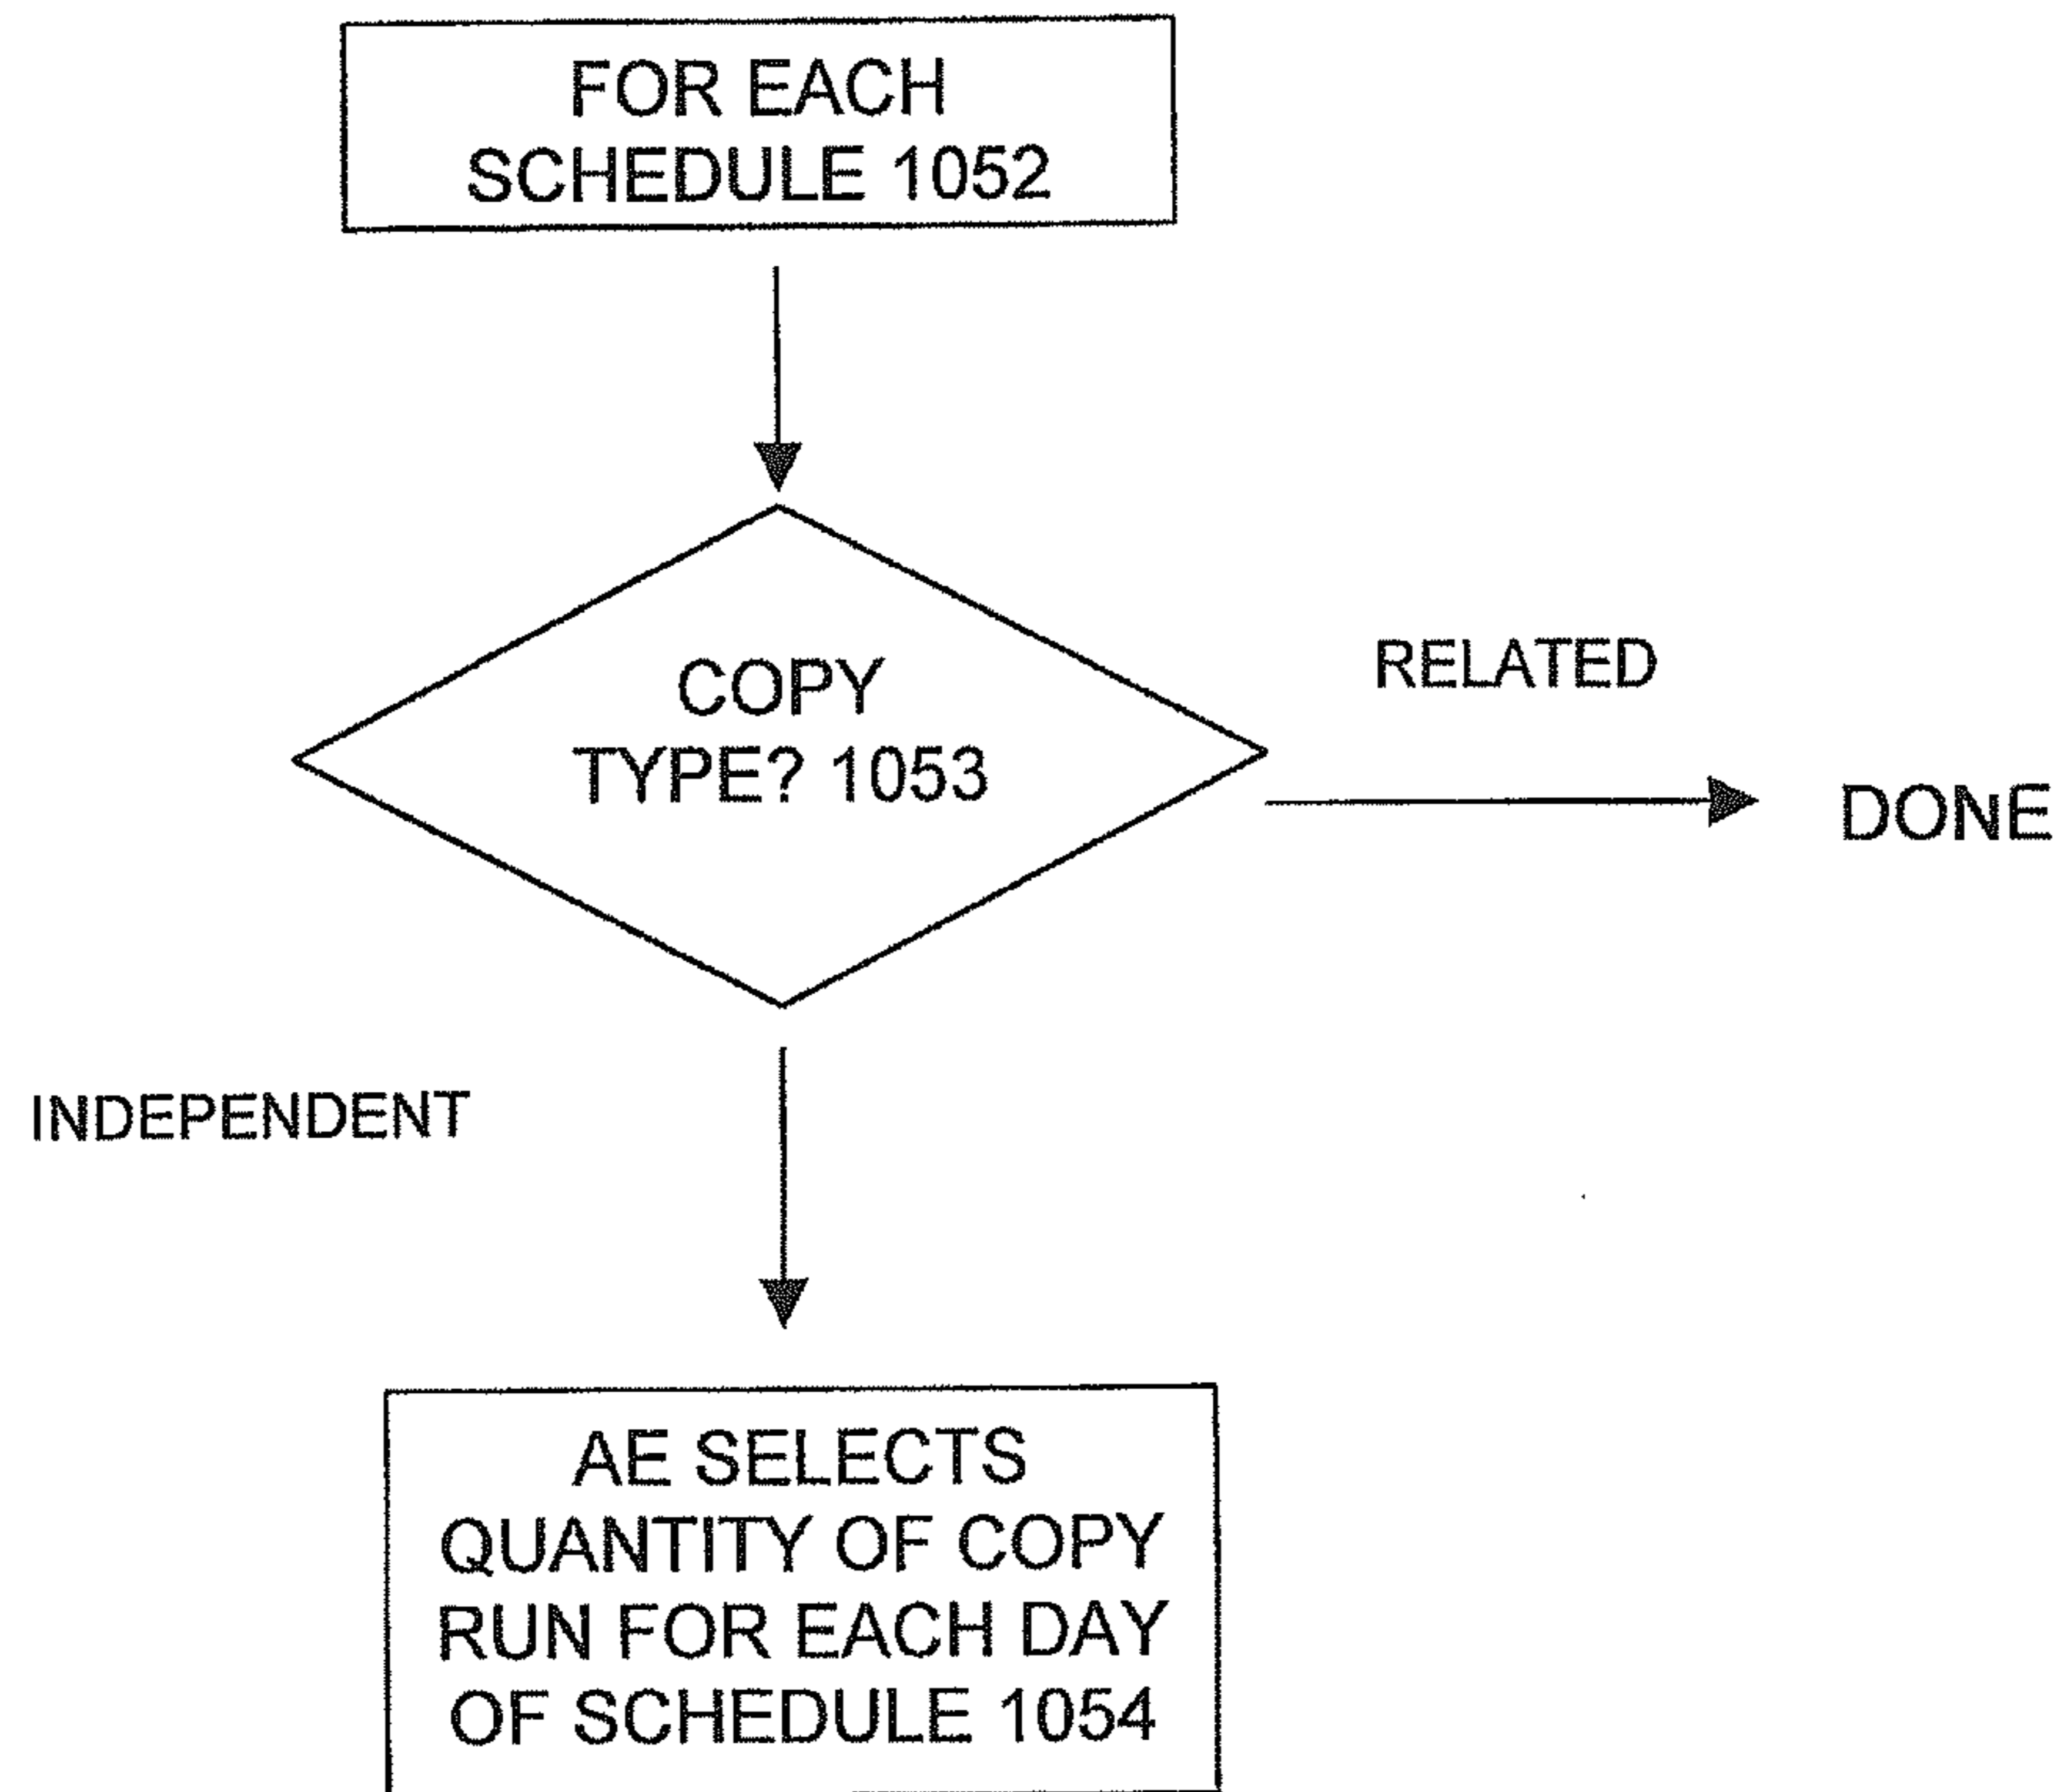 FOR EACH
SCHEDULE 1052
COPY
TYPE? 1053
RELATED
DONE
INDEPENDENT
AE SELECTS
QUANTITY OF COPY
RUN FOR EACH DAY
OF SCHEDULE 1054